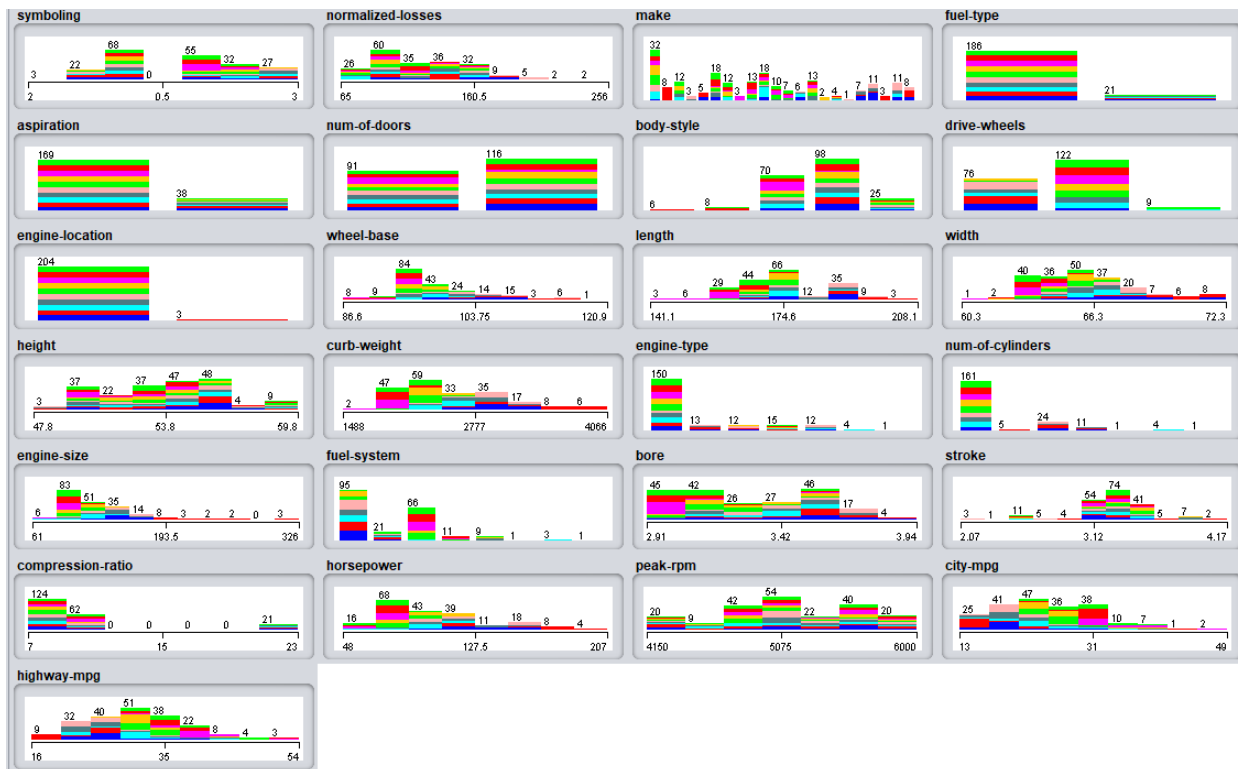 symboling normalized-losses make fuel-type
3 22 68 0 55 32 27
2 0.5 3
26 60 35 36 32 9 5 2 2
65 160.5 256
32 8 12 3 5 18 12 3 13 18 10 7 6 13 2 4 1 7 11 3 11 8
186 21
aspiration num-of-doors body-style drive-wheels
169 38
91 116
6 8 70 98 25
76 122 9
engine-location wheel-base length width
204 3
8 9 84 43 24 14 15 3 6 1
86.6 103.75 120.9
3 6 29 44 66 12 35 9 3
141.1 174.6 208.1
1 2 40 36 50 37 20 7 6 8
60.3 66.3 72.3
height curb-weight engine-type num-of-cylinders
3 37 22 37 47 48 4 9
47.8 53.8 59.8
2 47 59 33 35 17 8 6
1488 2777 4066
150 13 12 15 12 4 1
161 5 24 11 1 4 1
engine-size fuel-system bore stroke
6 83 51 35 14 8 3 2 2 0 3
61 193.5 326
95 21 66 11 9 1 3 1
45 42 26 27 46 17 4
2.91 3.42 3.94
3 1 11 5 4 54 74 41 5 7 2
2.07 3.12 4.17
compression-ratio horsepower peak-rpm city-mpg
124 62 0 0 0 0 21
7 15 23
16 68 43 39 11 18 8 4
48 127.5 207
20 9 42 54 22 40 20
4150 5075 6000
25 41 47 36 38 10 7 1 2
13 31 49
highway-mpg
9 32 40 51 38 22 8 4 3
16 35 54